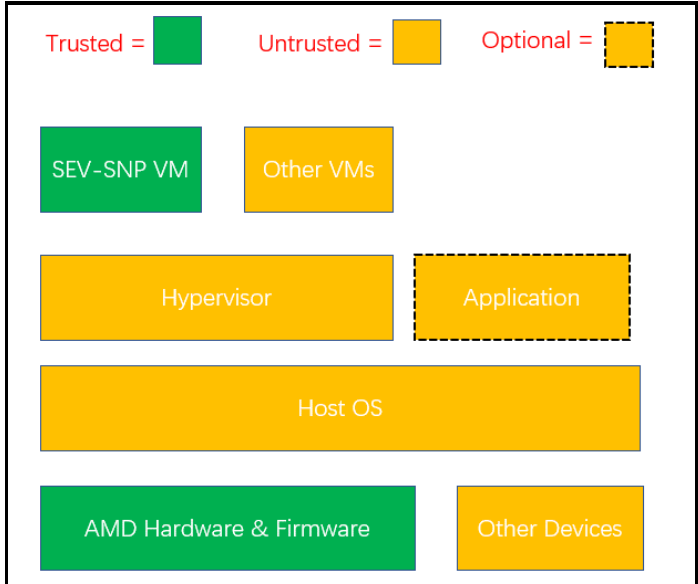 Trusted =
Untrusted =
Optional =
SEV-SNP VM
Other VMs
Hypervisor
Application
Host OS
AMD Hardware & Firmware
Other Devices